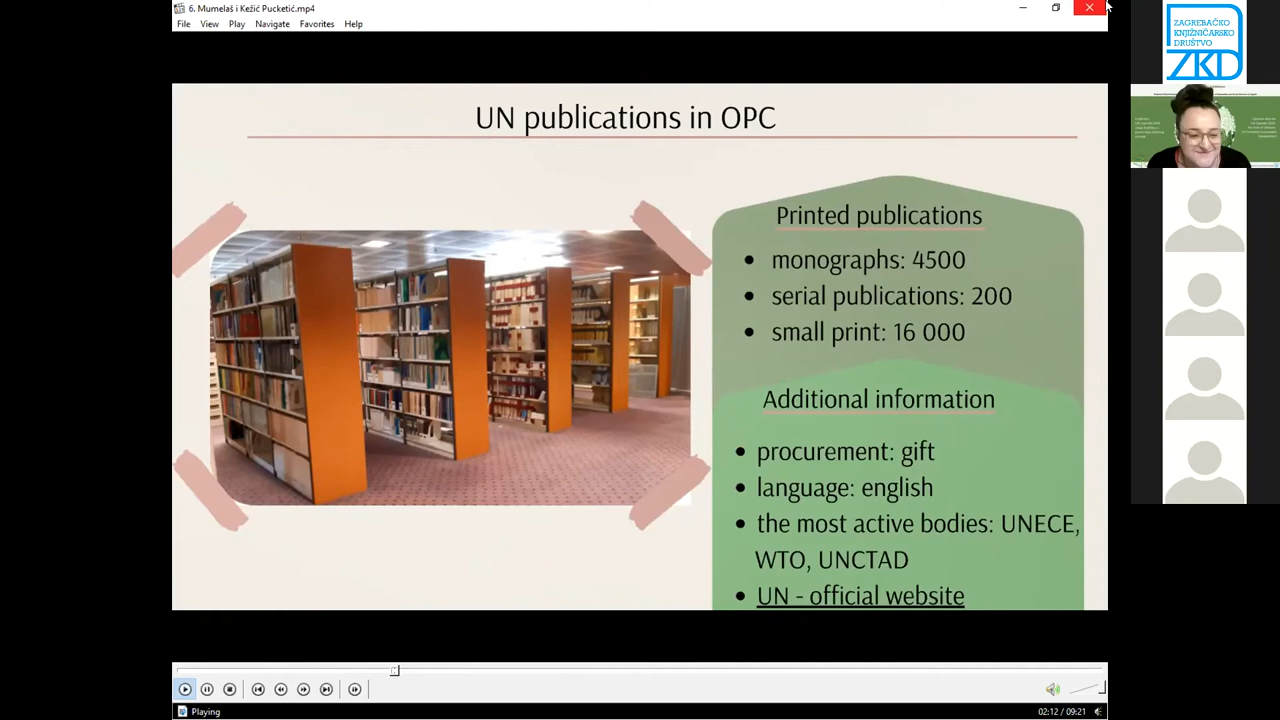 6. Mumelaš i Kežić Pucketić.mp4
File View Play Navigate Favorites Help
UN publications in OPC
Printed publications
monographs: 4500
serial publications: 200
small print: 16 000
Additional information
procurement: gift
language: english
the most active bodies: UNECE,
WTO, UNCTAD
UN - official website
Playing
02:12 / 09:21
ZAGREBAČKO
KNJIŽNIČARSKO
DRUŠTVO
ZKD